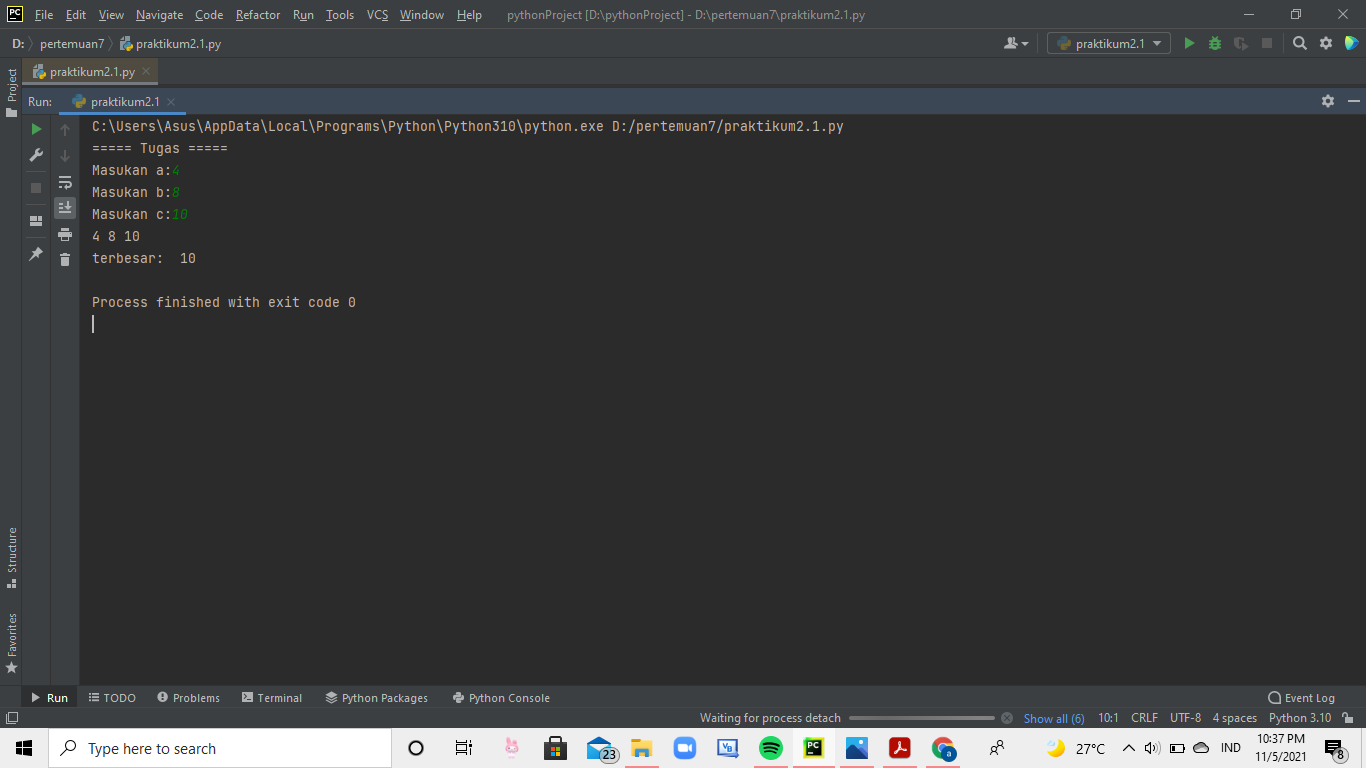 PC File Edit View Navigate Code Refactor Run Tools VCS Window Help pythonProject [D:\pythonProject] - D:\pertemuan7\praktikum2.1.py
D: pertemuan7 praktikum2.1.py praktikum2.1
Project
praktikum2.1.py
Run: praktikum2.1
C:\Users\Asus\AppData\Local\Programs\Python\Python310\python.exe D:/pertemuan7/praktikum2.1.py
===== Tugas =====
Masukan a:4
Masukan b:8
Masukan c:10
4 8 10
terbesar:  10
Process finished with exit code 0
Structure
Favorites
Run TODO Problems Terminal Python Packages Python Console Event Log
Waiting for process detach Show all (6) 10:1 CRLF UTF-8 4 spaces Python 3.10
Type here to search 23 VB PC a 27°C IND 10:37 PM
11/5/2021 8